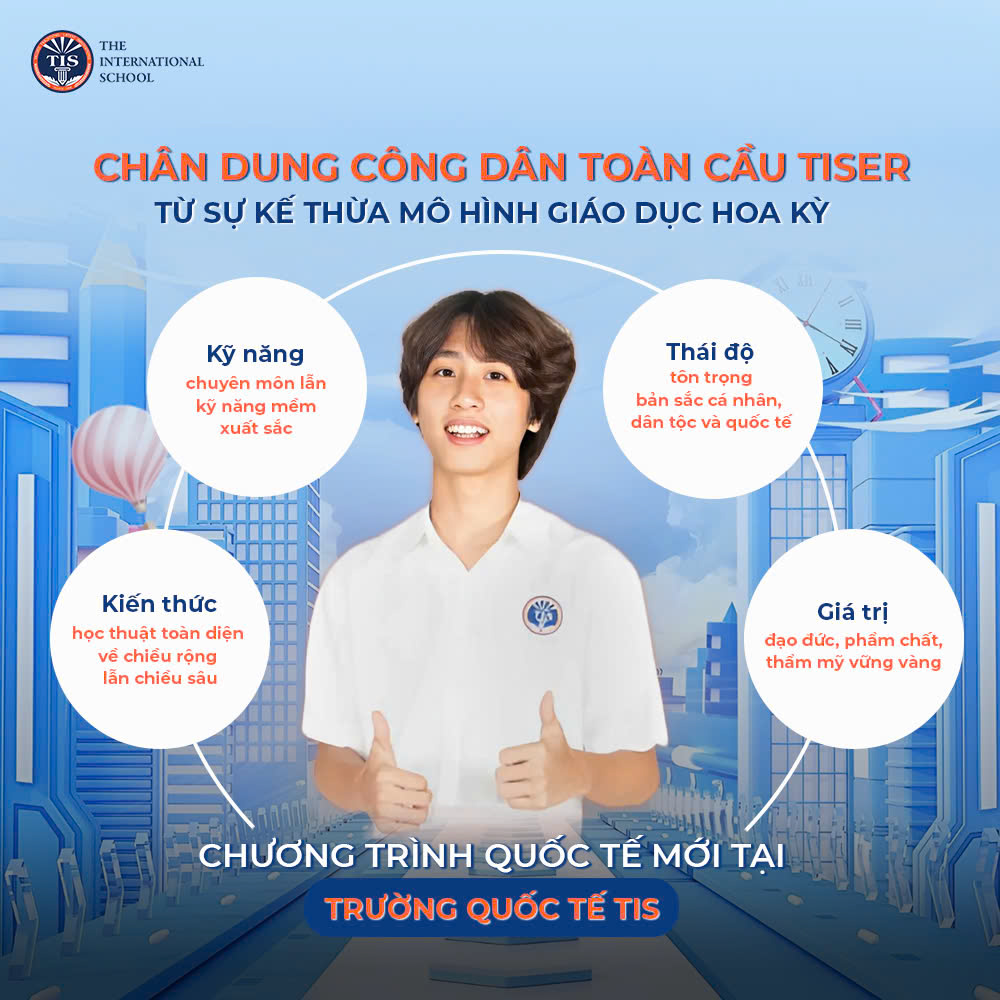 TIS
THE
INTERNATIONAL
SCHOOL
CHÂN DUNG CÔNG DÂN TOÀN CẦU TISER
TỪ SỰ KẾ THỪA MÔ HÌNH GIÁO DỤC HOA KỲ
Kỹ năng
chuyên môn lẫn
kỹ năng mềm
xuất sắc
Thái độ
tôn trọng
bản sắc cá nhân,
dân tộc và quốc tế
Kiến thức
học thuật toàn diện
về chiều rộng
lẫn chiều sâu
Giá trị
đạo đức, phẩm chất,
thẩm mỹ vững vàng
CHƯƠNG TRÌNH QUỐC TẾ MỚI TẠI
TRƯỜNG QUỐC TẾ TIS